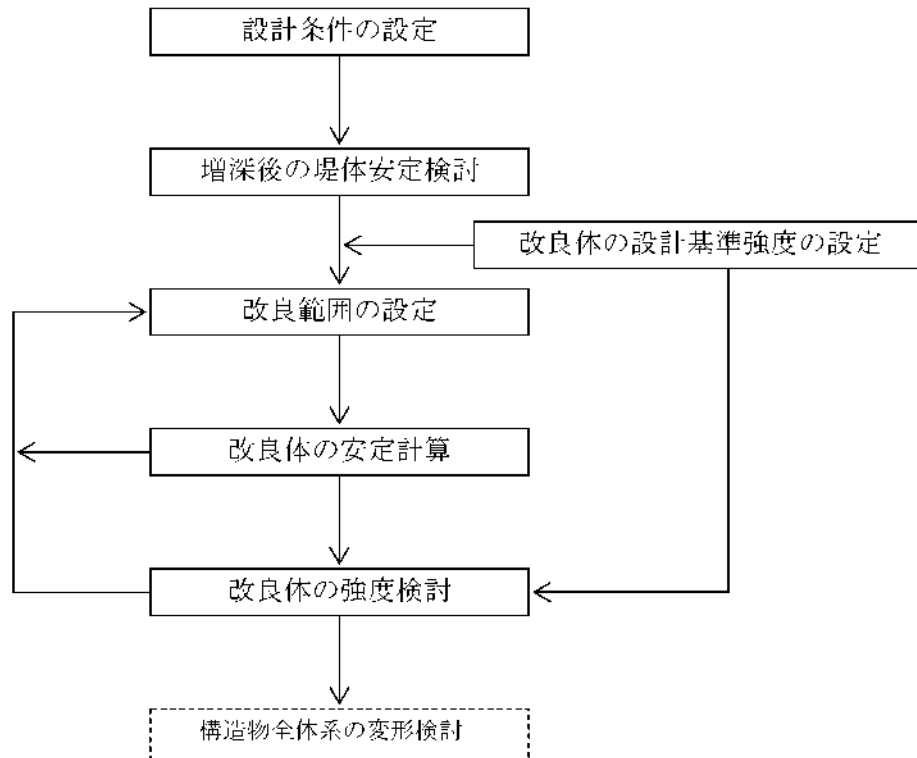 設計条件の設定
増深後の堤体安定検討
改良体の設計基準強度の設定
改良範囲の設定
改良体の安定計算
改良体の強度検討
構造物全体系の変形検討